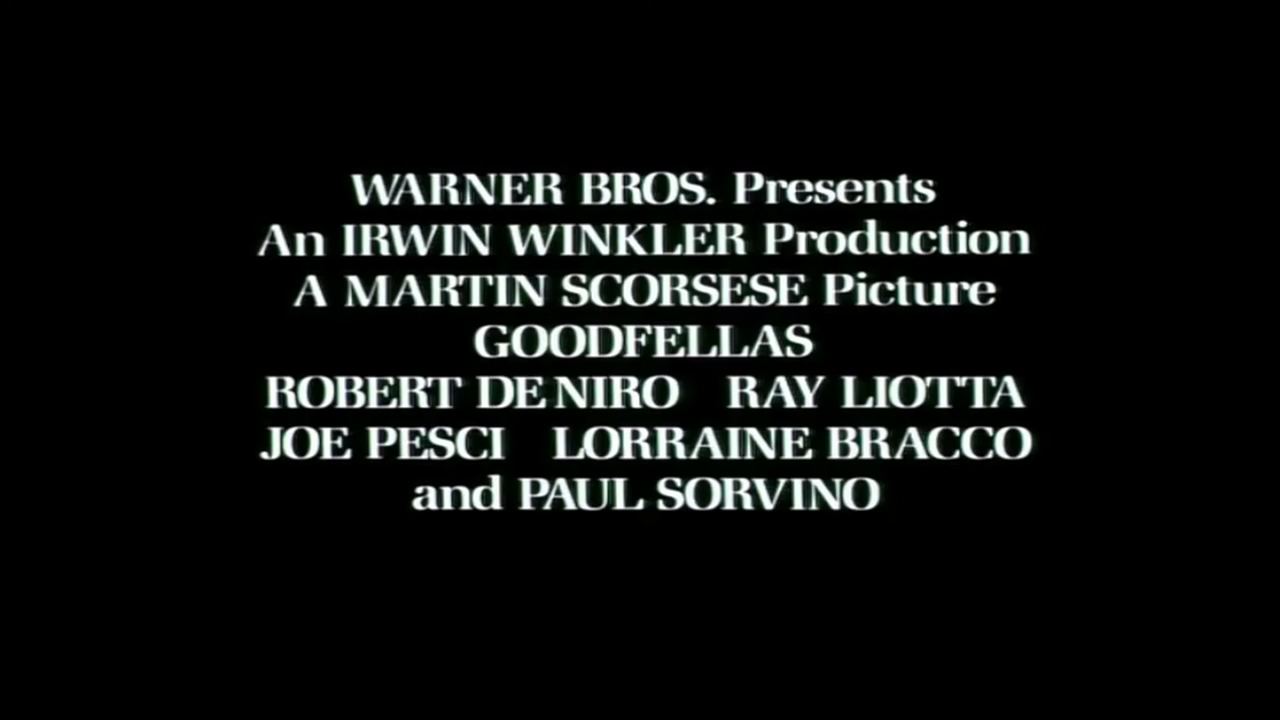 WARNER BROS. Presents
An IRWIN WINKLER Production
A MARTIN SCORSESE Picture
GOODFELLAS
ROBERT DE NIRO RAY LIOTTA
JOE PESCI LORRAINE BRACCO
and PAUL SORVINO